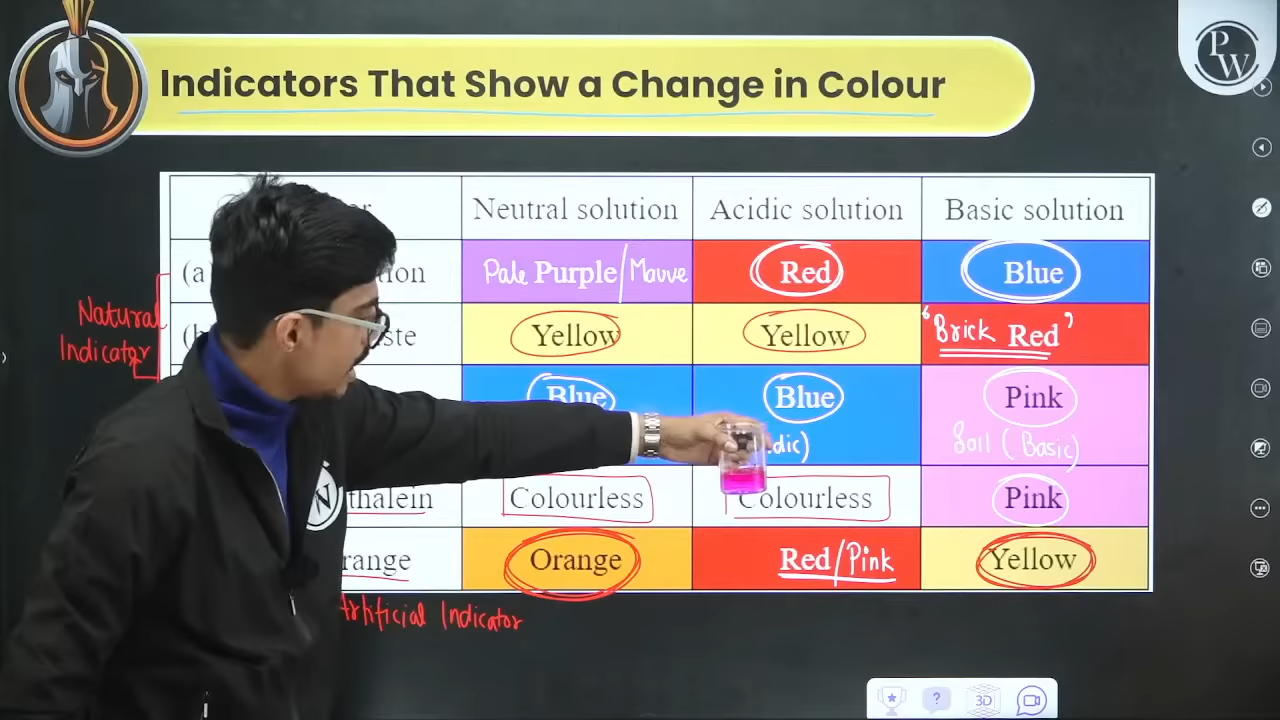 Indicators That Show a Change in Colour
PW
Neutral solution Acidic solution Basic solution
(a) Pale Purple/Mauve Red Blue
Natural Indicator
Yellow Yellow "Brick Red"
Blue Blue Pink
Soil (Basic)
thalein Colourless Colourless Pink
range Orange Red/Pink Yellow
Artificial Indicator
N
?
3D